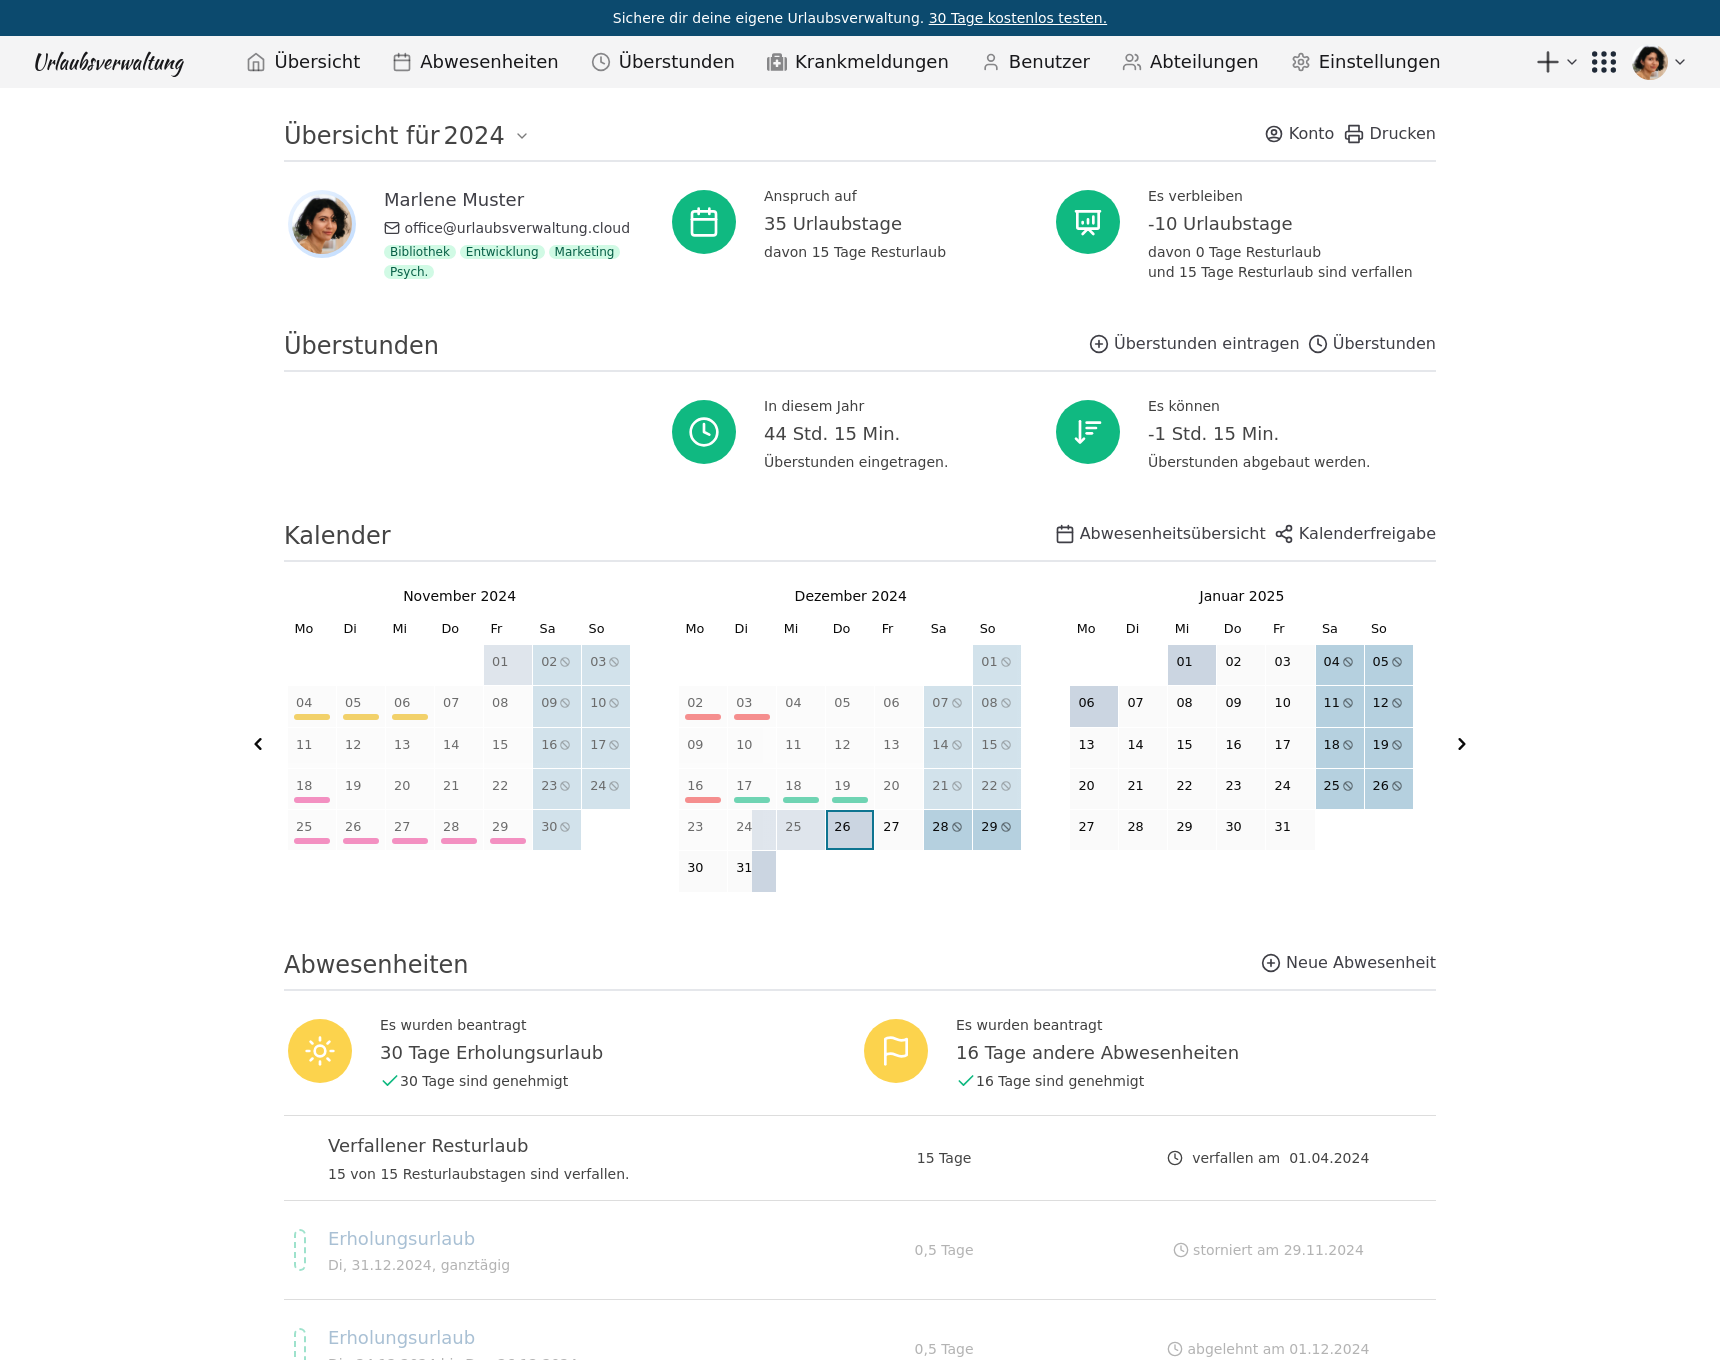 Sichere dir deine eigene Urlaubsverwaltung. 30 Tage kostenlos testen.
Urlaubsverwaltung Übersicht Abwesenheiten Überstunden Krankmeldungen Benutzer Abteilungen Einstellungen
Übersicht für 2024 Konto Drucken
Marlene Muster
office@urlaubsverwaltung.cloud
Bibliothek Entwicklung Marketing
Psych.
Anspruch auf
35 Urlaubstage
davon 15 Tage Resturlaub
Es verbleiben
-10 Urlaubstage
davon 0 Tage Resturlaub
und 15 Tage Resturlaub sind verfallen
Überstunden Überstunden eintragen Überstunden
In diesem Jahr
44 Std. 15 Min.
Überstunden eingetragen.
Es können
-1 Std. 15 Min.
Überstunden abgebaut werden.
Kalender Abwesenheitsübersicht Kalenderfreigabe
November 2024
Mo Di Mi Do Fr Sa So
01 02 03
04 05 06 07 08 09 10
11 12 13 14 15 16 17
18 19 20 21 22 23 24
25 26 27 28 29 30
Dezember 2024
Mo Di Mi Do Fr Sa So
01
02 03 04 05 06 07 08
09 10 11 12 13 14 15
16 17 18 19 20 21 22
23 24 25 26 27 28 29
30 31
Januar 2025
Mo Di Mi Do Fr Sa So
01 02 03 04 05
06 07 08 09 10 11 12
13 14 15 16 17 18 19
20 21 22 23 24 25 26
27 28 29 30 31
Abwesenheiten Neue Abwesenheit
Es wurden beantragt
30 Tage Erholungsurlaub
30 Tage sind genehmigt
Es wurden beantragt
16 Tage andere Abwesenheiten
16 Tage sind genehmigt
Verfallener Resturlaub
15 von 15 Resturlaubstagen sind verfallen.
15 Tage
verfallen am 01.04.2024
Erholungsurlaub
Di, 31.12.2024, ganztägig
0,5 Tage
storniert am 29.11.2024
Erholungsurlaub
0,5 Tage
abgelehnt am 01.12.2024